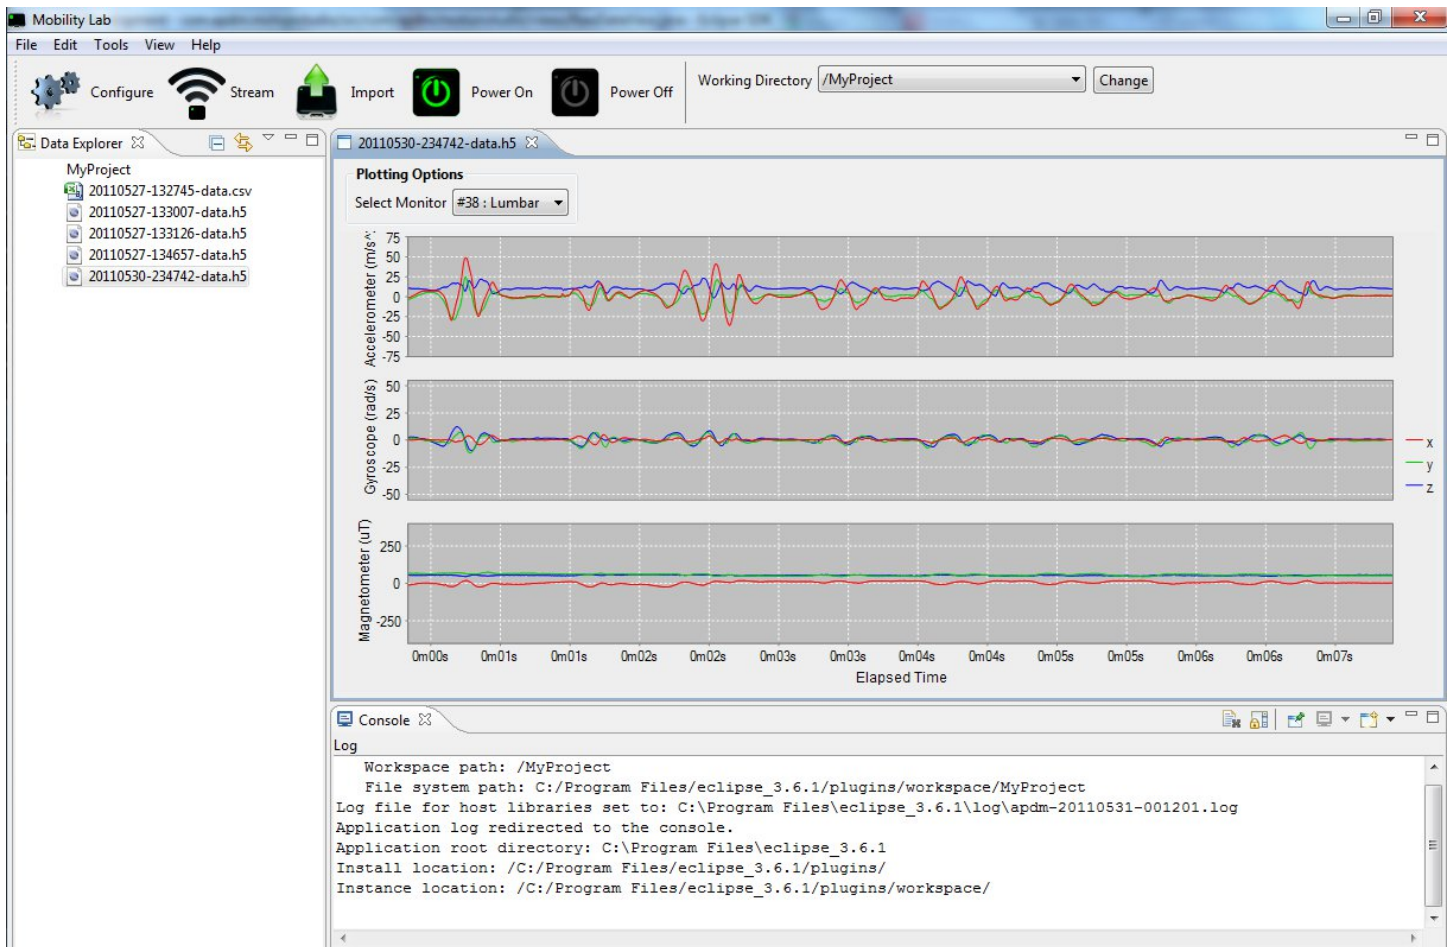 Mobility Lab
File Edit Tools View Help
Configure Stream Import Power On Power Off Working Directory /MyProject Change
Data Explorer
MyProject
20110527-132745-data.csv
20110527-133007-data.h5
20110527-133126-data.h5
20110527-134657-data.h5
20110530-234742-data.h5
20110530-234742-data.h5
Plotting Options
Select Monitor #38 : Lumbar
Accelerometer (m/s^
75
50
25
0
-25
-50
-75
Gyroscope (rad/s)
50
25
0
-25
-50
x
y
z
Magnetometer (uT)
250
0
-250
0m00s 0m01s 0m01s 0m02s 0m02s 0m03s 0m03s 0m04s 0m04s 0m05s 0m05s 0m06s 0m06s 0m07s
Elapsed Time
Console
Log
Workspace path: /MyProject
File system path: C:/Program Files/eclipse_3.6.1/plugins/workspace/MyProject
Log file for host libraries set to: C:\Program Files\eclipse_3.6.1\log\apdm-20110531-001201.log
Application log redirected to the console.
Application root directory: C:\Program Files\eclipse_3.6.1
Install location: /C:/Program Files/eclipse_3.6.1/plugins/
Instance location: /C:/Program Files/eclipse_3.6.1/plugins/workspace/